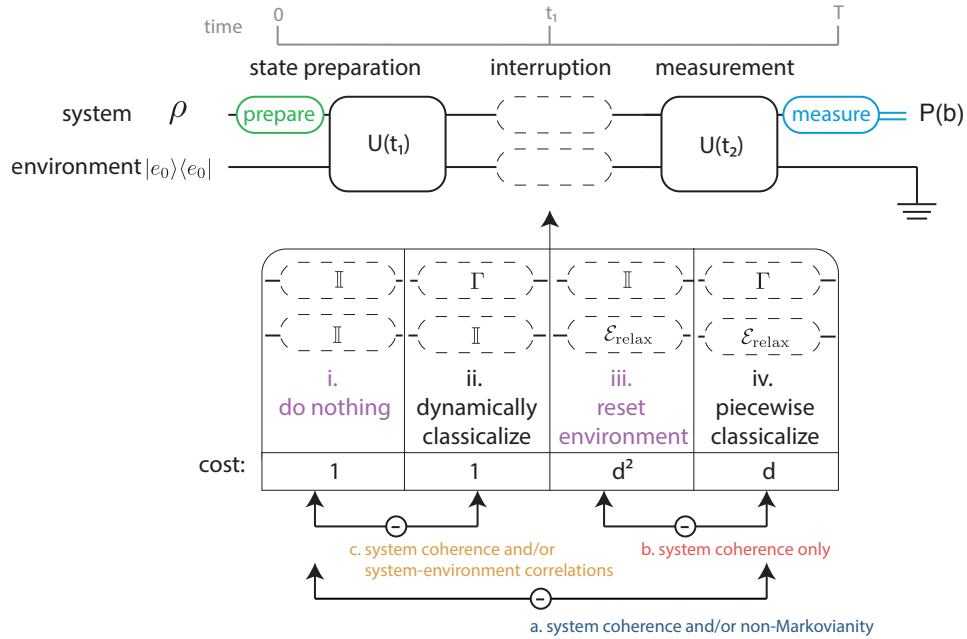 time 0 t₁ T
state preparation interruption measurement
system ρ prepare U(t₁) U(t₂) measure P(b)
environment |e₀⟩⟨e₀|
𝕀 Γ 𝕀 Γ
𝕀 𝕀 ℰrelax ℰrelax
i. ii. iii. iv.
do nothing dynamically reset piecewise
classicalize environment classicalize
cost: 1 1 d² d
c. system coherence and/or b. system coherence only
system-environment correlations
a. system coherence and/or non-Markovianity